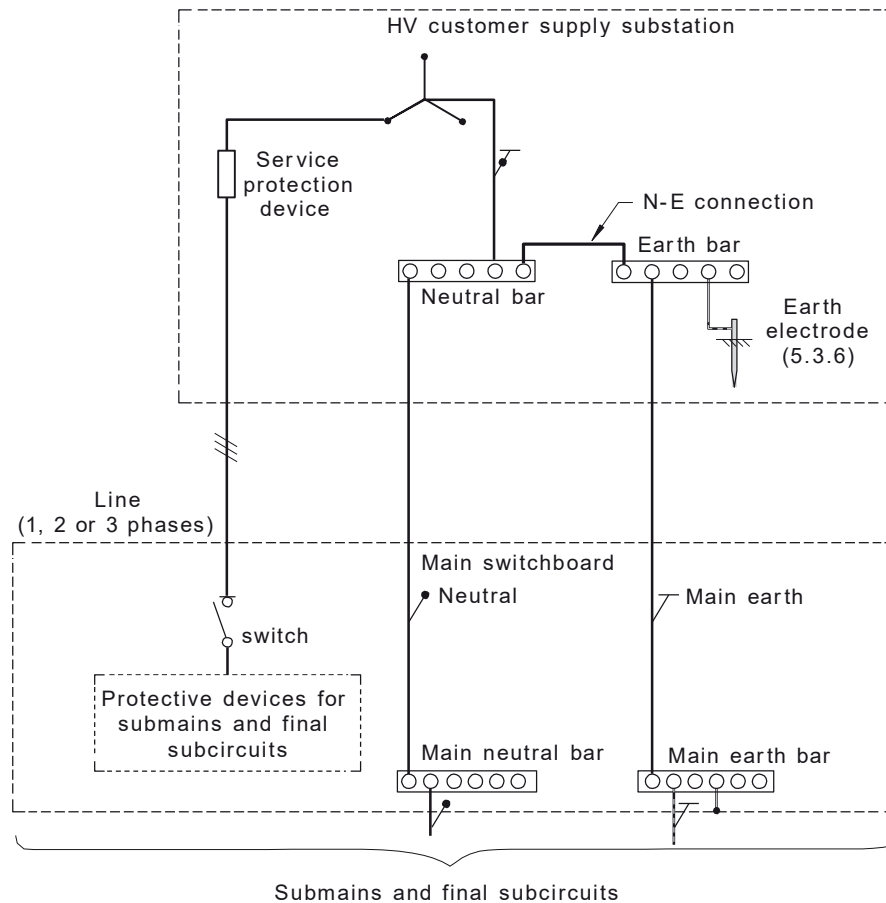 HV customer supply substation
Service
protection
device
N-E connection
Earth bar
Neutral bar
Earth
electrode
(5.3.6)
Line
(1, 2 or 3 phases)
Main switchboard
Neutral
Main earth
switch
Protective devices for
submains and final
subcircuits
Main neutral bar
Main earth bar
Submains and final subcircuits